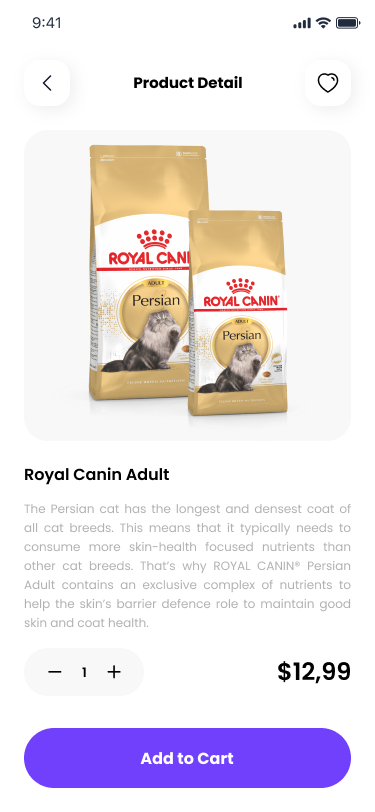 9:41
Product Detail
ROYAL CANI
ADULT
Persian
ROYAL CANIN
ADULT
Persian
Royal Canin Adult
The Persian cat has the longest and densest coat of
all cat breeds. This means that it typically needs to
consume more skin-health focused nutrients than
other cat breeds. That's why ROYAL CANIN® Persian
Adult contains an exclusive complex of nutrients to
help the skin's barrier defence role to maintain good
skin and coat health.
1
$12,99
Add to Cart